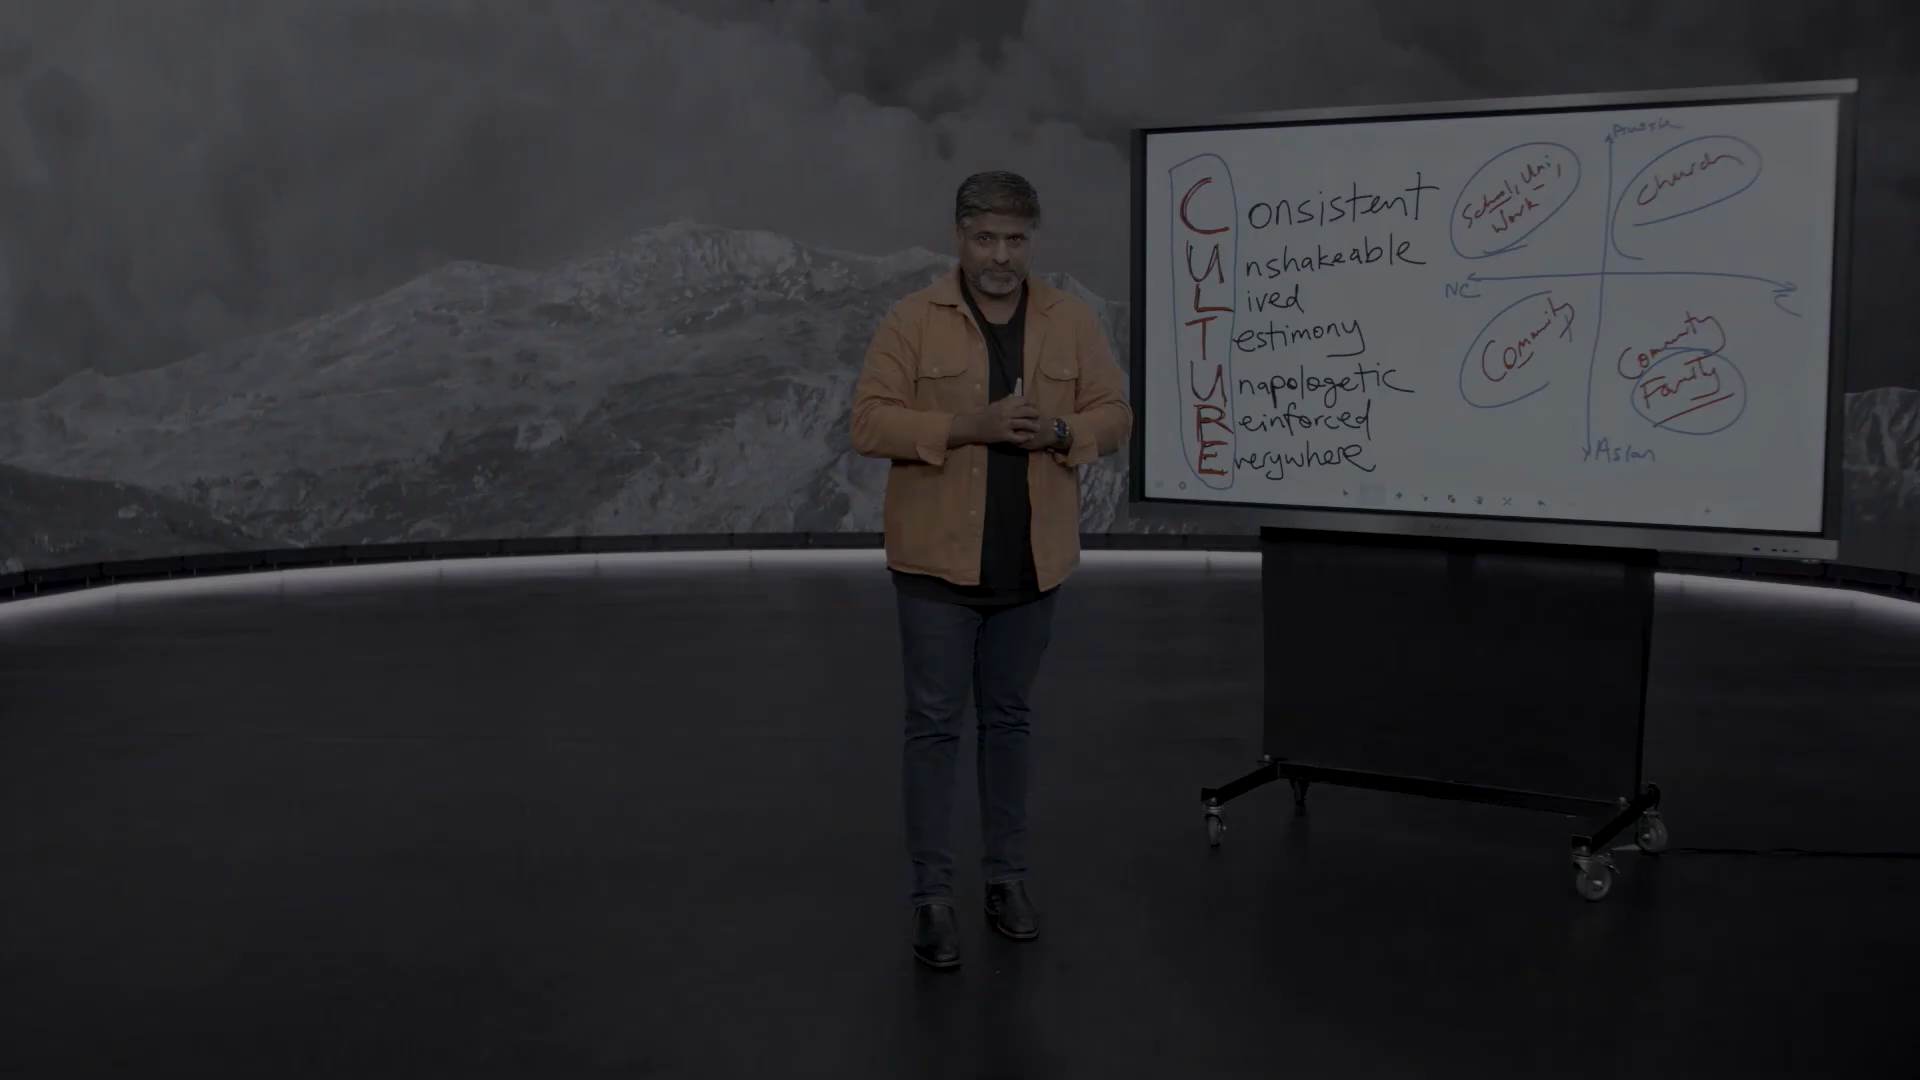 Consistent
Unshakeable
Lived
Testimony
Unapologetic
Reinforced
Everywhere
School, Uni,
Work
Church
NC
C
Community
Community
Family
Asian